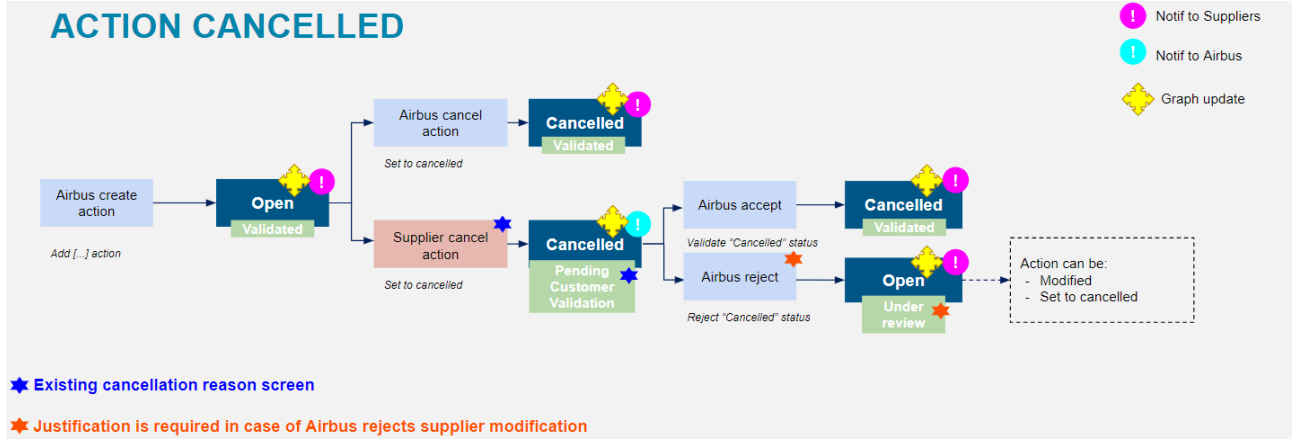 ACTION CANCELLED
! Notif to Suppliers
! Notif to Airbus
Graph update
Airbus create
action
Add [...] action
!
Open
Validated
Airbus cancel
action
Set to cancelled
!
Cancelled
Validated
Supplier cancel
action
Set to cancelled
!
Cancelled
Pending
Customer
Validation
Airbus accept
Validate "Cancelled" status
!
Cancelled
Validated
Airbus reject
Reject "Cancelled" status
!
Open
Under
review
Action can be:
- Modified
- Set to cancelled
Existing cancellation reason screen
Justification is required in case of Airbus rejects supplier modification